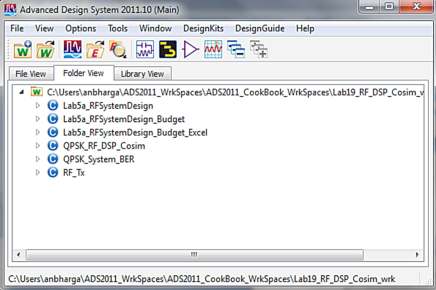 Advanced Design System 2011.10 (Main)
File View Options Tools Window DesignKits DesignGuide Help
File View Folder View Library View
C:\Users\anbharga\ADS2011_WrkSpaces\ADS2011_CookBook_WrkSpaces\Lab19_RF_DSP_Cosim_w
Lab5a_RFSystemDesign
Lab5a_RFSystemDesign_Budget
Lab5a_RFSystemDesign_Budget_Excel
QPSK_RF_DSP_Cosim
QPSK_System_BER
RF_Tx
C:\Users\anbharga\ADS2011_WrkSpaces\ADS2011_CookBook_WrkSpaces\Lab19_RF_DSP_Cosim_wrk